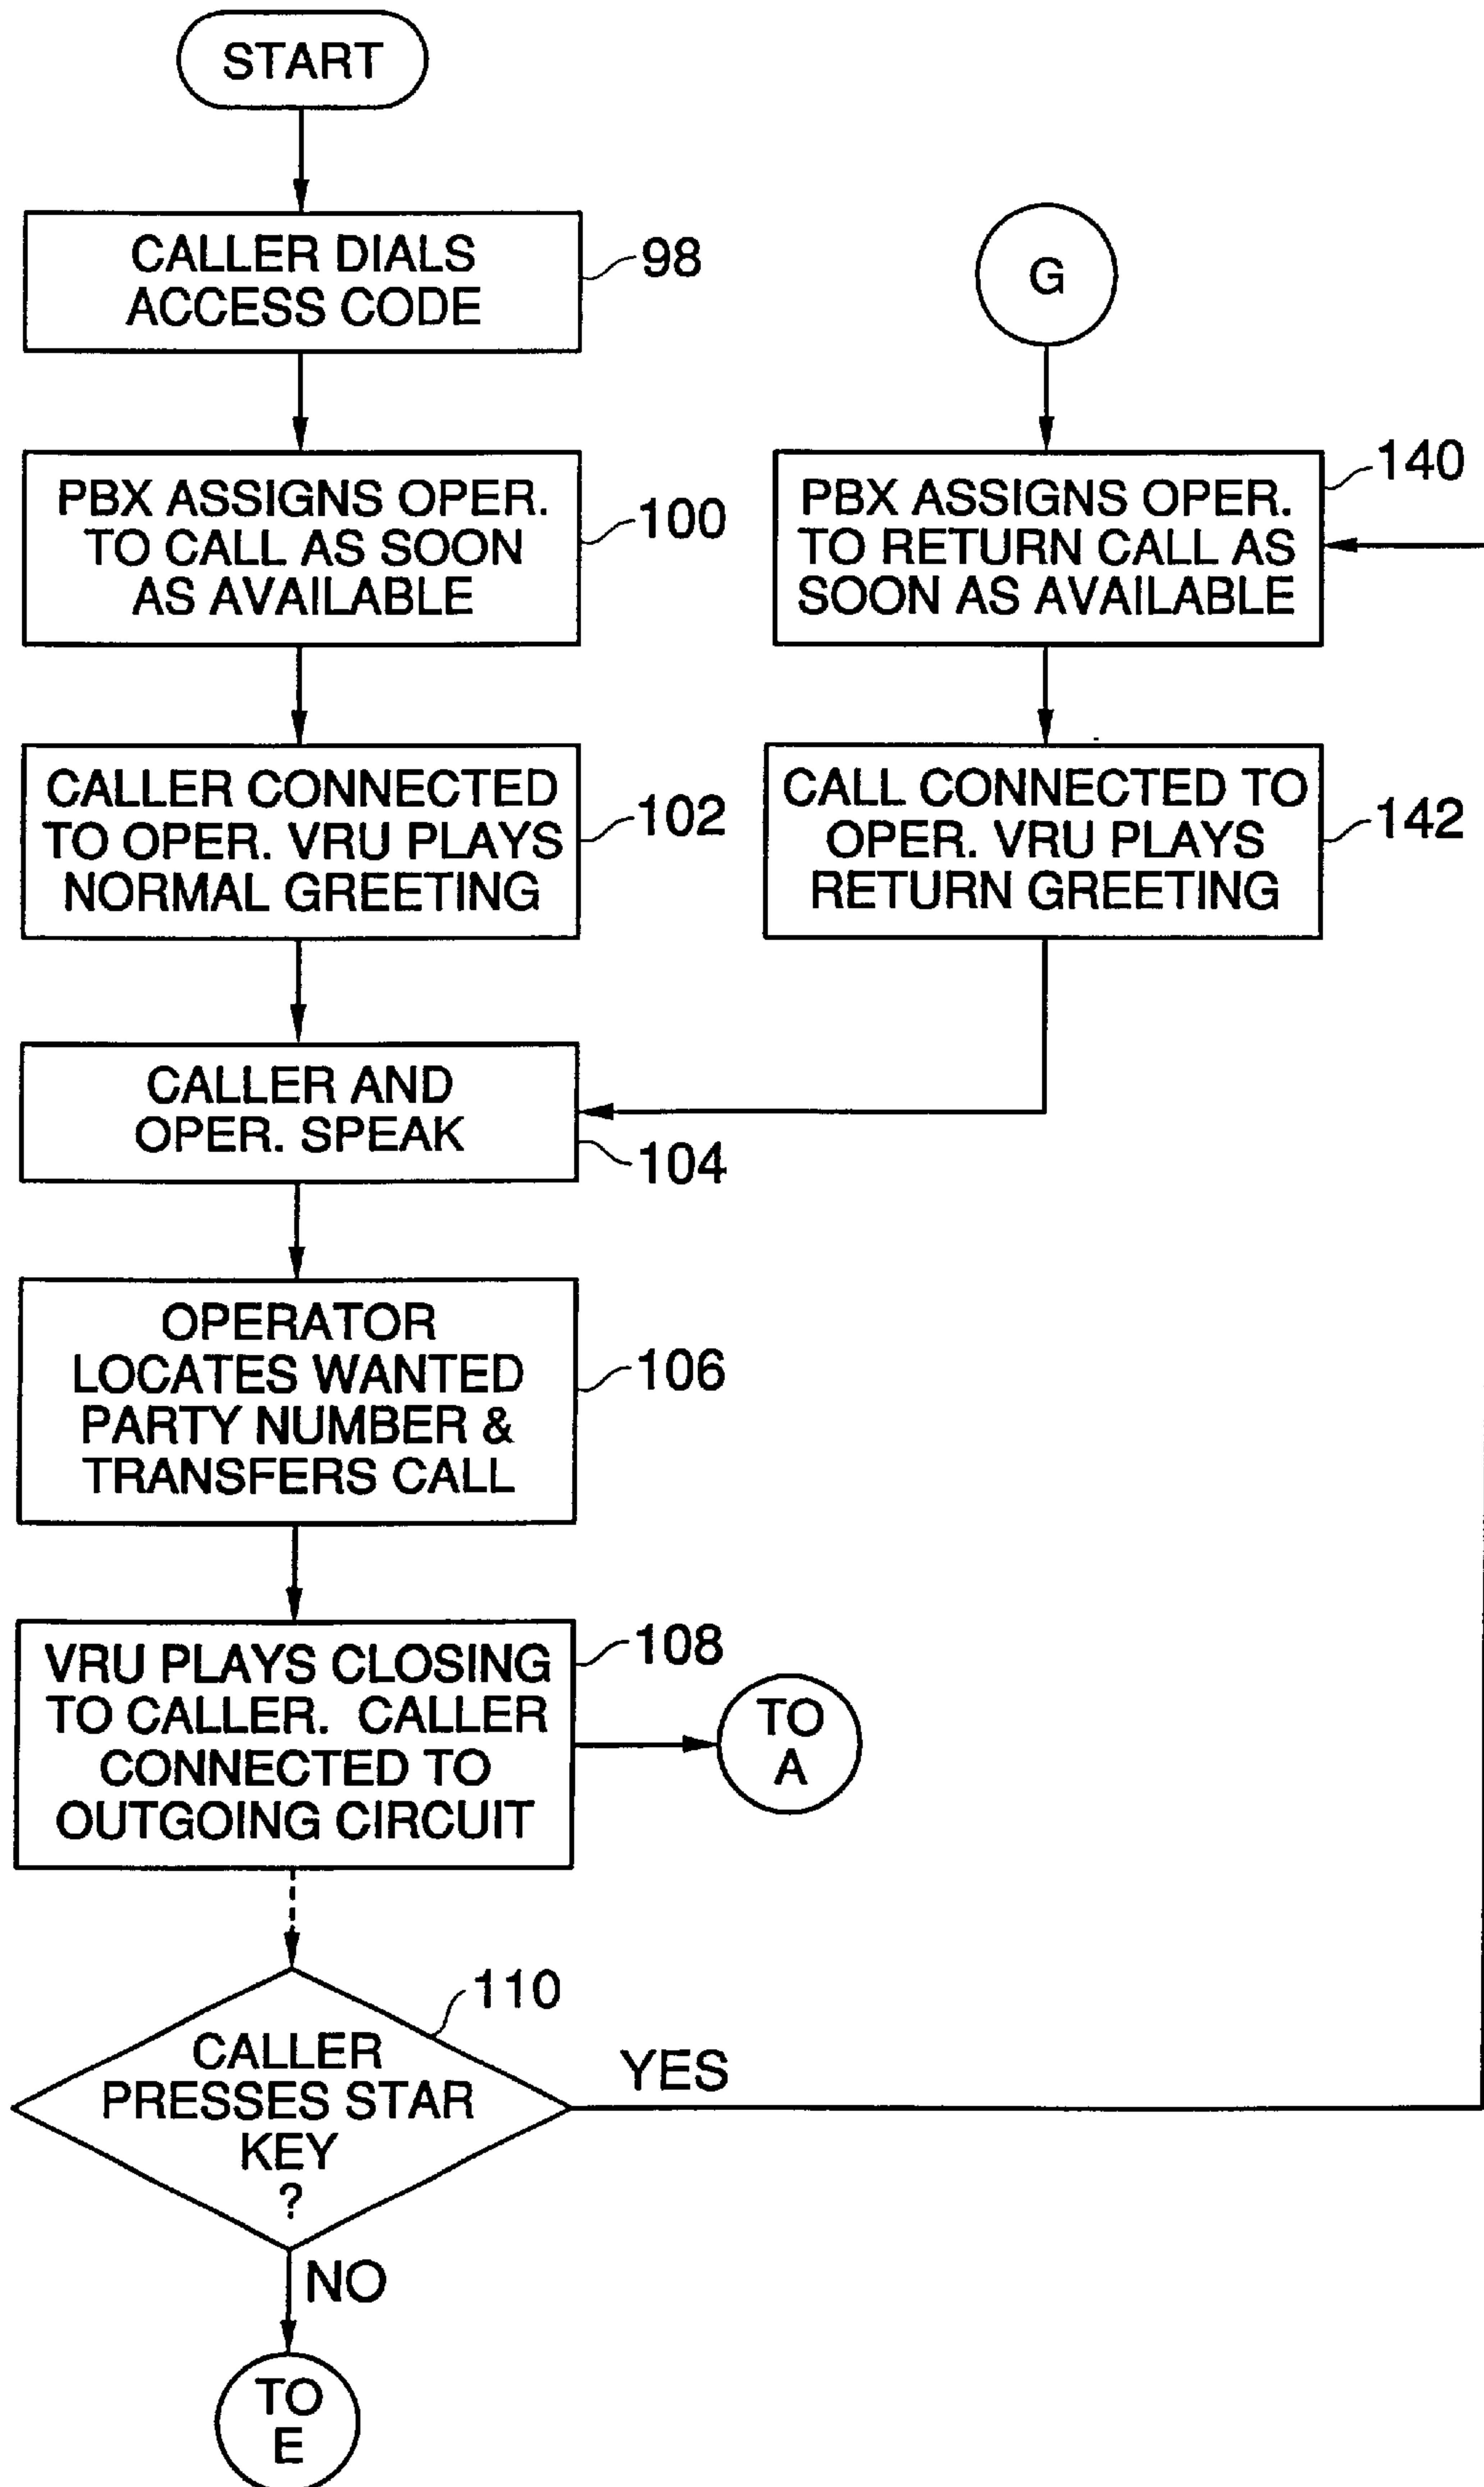 START
CALLER DIALS
ACCESS CODE
98
PBX ASSIGNS OPER.
TO CALL AS SOON
AS AVAILABLE
100
CALLER CONNECTED
TO OPER. VRU PLAYS
NORMAL GREETING
102
CALLER AND
OPER. SPEAK
104
OPERATOR
LOCATES WANTED
PARTY NUMBER &
TRANSFERS CALL
106
VRU PLAYS CLOSING
TO CALLER. CALLER
CONNECTED TO
OUTGOING CIRCUIT
108
TO
A
CALLER
PRESSES STAR
KEY
?
110
YES
NO
TO
E
G
PBX ASSIGNS OPER.
TO RETURN CALL AS
SOON AS AVAILABLE
140
CALL CONNECTED TO
OPER. VRU PLAYS
RETURN GREETING
142